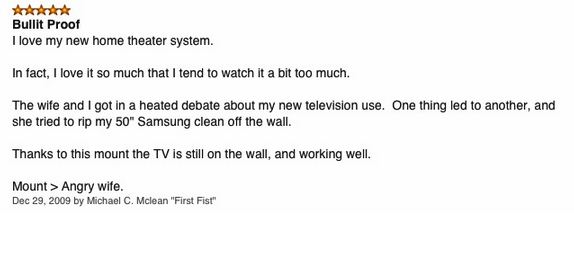 Bullit Proof
I love my new home theater system.
In fact, I love it so much that I tend to watch it a bit too much.
The wife and I got in a heated debate about my new television use.  One thing led to another, and
she tried to rip my 50" Samsung clean off the wall.
Thanks to this mount the TV is still on the wall, and working well.
Mount > Angry wife.
Dec 29, 2009 by Michael C. Mclean "First Fist"